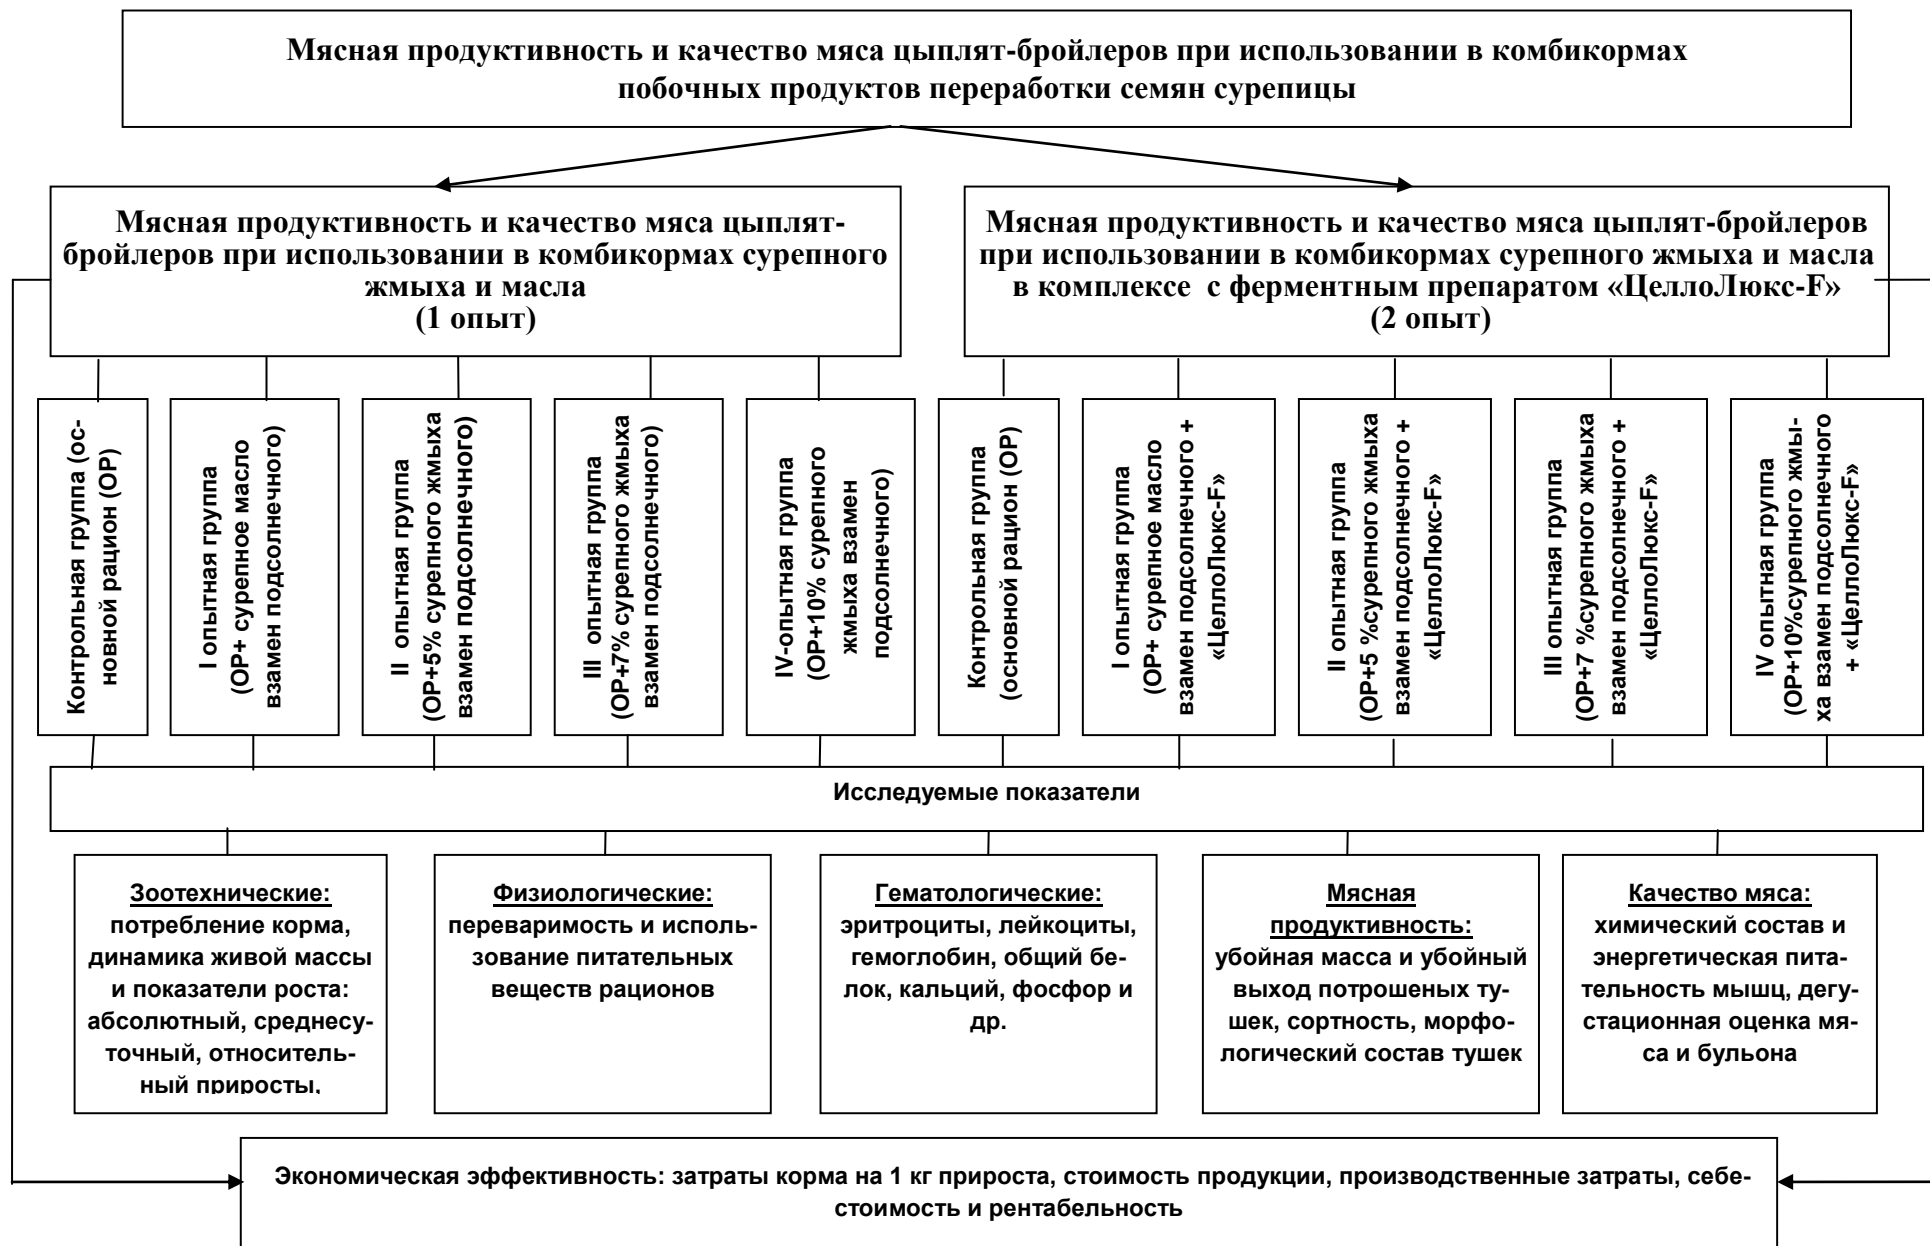 Мясная продуктивность и качество мяса цыплят-бройлеров при использовании в комбикормах
побочных продуктов переработки семян сурепицы
Мясная продуктивность и качество мяса цыплят-
бройлеров при использовании в комбикормах сурепного
жмыха и масла
(1 опыт)
Мясная продуктивность и качество мяса цыплят-бройлеров
при использовании в комбикормах сурепного жмыха и масла
в комплексе с ферментным препаратом «ЦеллоЛюкс-F»
(2 опыт)
Контрольная группа (ос-
новной рацион (ОР)
I опытная группа
(ОР+ сурепное масло
взамен подсолнечного)
II опытная группа
(ОР+5% сурепного жмыха
взамен подсолнечного)
III опытная группа
(ОР+7% сурепного жмыха
взамен подсолнечного)
IV-опытная группа
(ОР+10% сурепного
жмыха взамен
подсолнечного)
Контрольная группа
(основной рацион (ОР)
I опытная группа
(ОР+ сурепное масло
взамен подсолнечного +
«ЦеллоЛюкс-F»
II опытная группа
(ОР+5 %сурепного жмыха
взамен подсолнечного +
«ЦеллоЛюкс-F»
III опытная группа
(ОР+7 %сурепного жмыха
взамен подсолнечного +
«ЦеллоЛюкс-F»
IV опытная группа
(ОР+10%сурепного жмы-
ха взамен подсолнечного
+ «ЦеллоЛюкс-F»
Исследуемые показатели
Зоотехнические:
потребление корма,
динамика живой массы
и показатели роста:
абсолютный, среднесу-
точный, относитель-
ный приросты,
Физиологические:
переваримость и исполь-
зование питательных
веществ рационов
Гематологические:
эритроциты, лейкоциты,
гемоглобин, общий бе-
лок, кальций, фосфор и
др.
Мясная
продуктивность:
убойная масса и убойный
выход потрошеных ту-
шек, сортность, морфо-
логический состав тушек
Качество мяса:
химический состав и
энергетическая пита-
тельность мышц, дегу-
стационная оценка мя-
са и бульона
Экономическая эффективность: затраты корма на 1 кг прироста, стоимость продукции, производственные затраты, себе-
стоимость и рентабельность